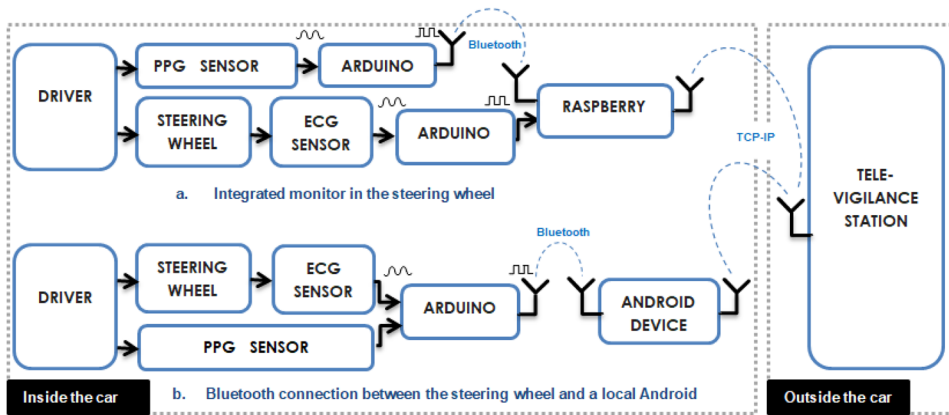 DRIVER
PPG SENSOR
ARDUINO
Bluetooth
STEERING
WHEEL
ECG
SENSOR
ARDUINO
RASPBERRY
TCP-IP
TELE-
VIGILANCE
STATION
a. Integrated monitor in the steering wheel
DRIVER
STEERING
WHEEL
ECG
SENSOR
PPG SENSOR
ARDUINO
Bluetooth
ANDROID
DEVICE
Inside the car
b. Bluetooth connection between the steering wheel and a local Android
Outside the car